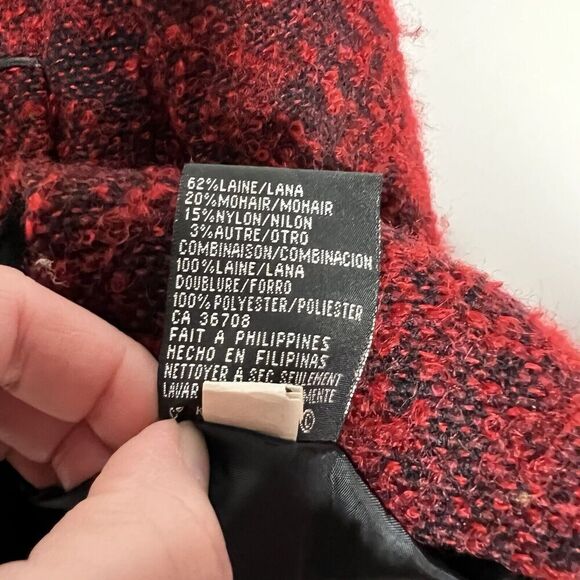 62%LAINE/LANA
20%MOHAIR/MOHAIR
15%NYLON/NILON
3%AUTRE/OTRO
COMBINAISON/COMBINACION
100%LAINE/LANA
DOUBLURE/FORRO
100%POLYESTER/POLIESTER
CA 36708
FAIT À PHILIPPINES
HECHO EN FILIPINAS
NETTOYER À SEC SEULEMENT
LAVAR